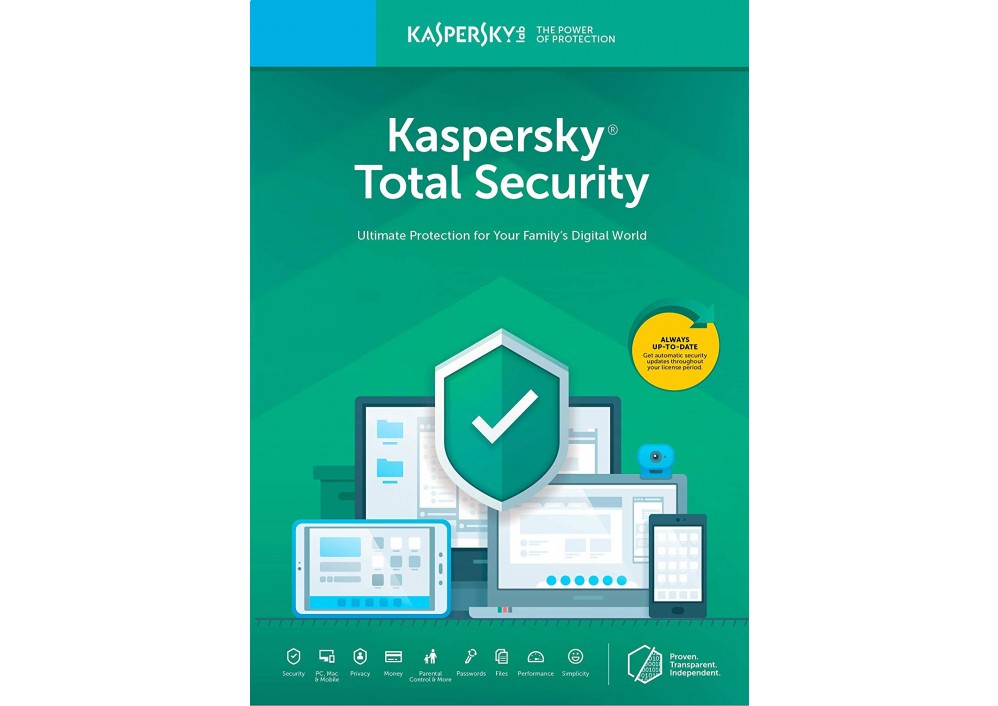 KASPERSKY lab
THE POWER
OF PROTECTION
Kaspersky®
Total Security
Ultimate Protection for Your Family's Digital World
ALWAYS
UP-TO-DATE
Get automatic security
updates throughout
your license period.
Security
PC, Mac
& Mobile
Privacy
Money
Parental
Control & More
Passwords
Files
Performance
Simplicity
Proven.
Transparent.
Independent.